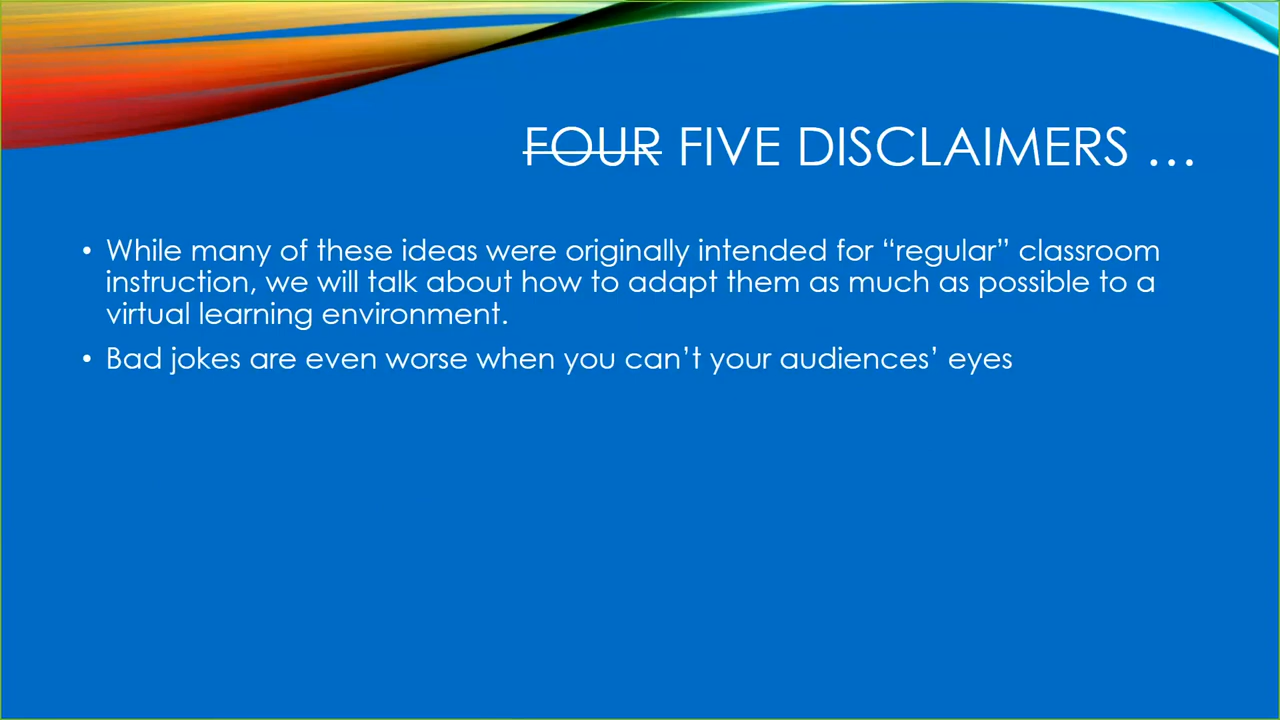 FOUR FIVE DISCLAIMERS …
• While many of these ideas were originally intended for “regular” classroom
instruction, we will talk about how to adapt them as much as possible to a
virtual learning environment.
• Bad jokes are even worse when you can’t your audiences’ eyes